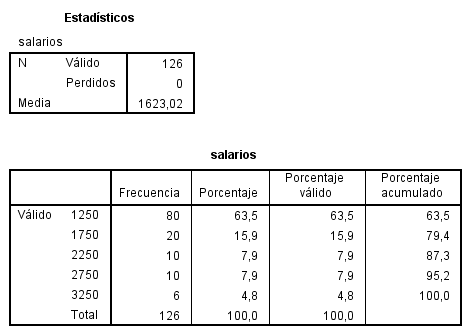 Estadísticos
salarios
N Válido 126
Perdidos 0
Media 1623,02
salarios
Frecuencia Porcentaje Porcentaje válido Porcentaje acumulado
Válido 1250 80 63,5 63,5 63,5
1750 20 15,9 15,9 79,4
2250 10 7,9 7,9 87,3
2750 10 7,9 7,9 95,2
3250 6 4,8 4,8 100,0
Total 126 100,0 100,0